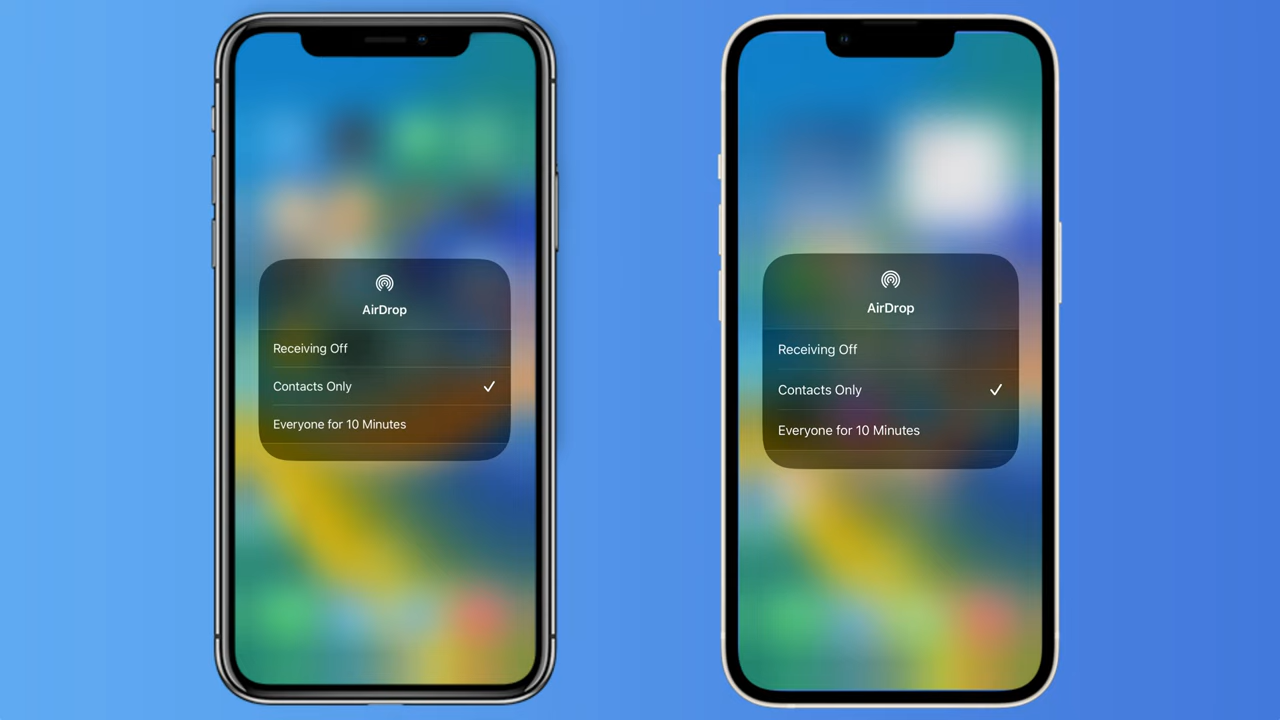 AirDrop
Receiving Off
Contacts Only
Everyone for 10 Minutes
AirDrop
Receiving Off
Contacts Only
Everyone for 10 Minutes